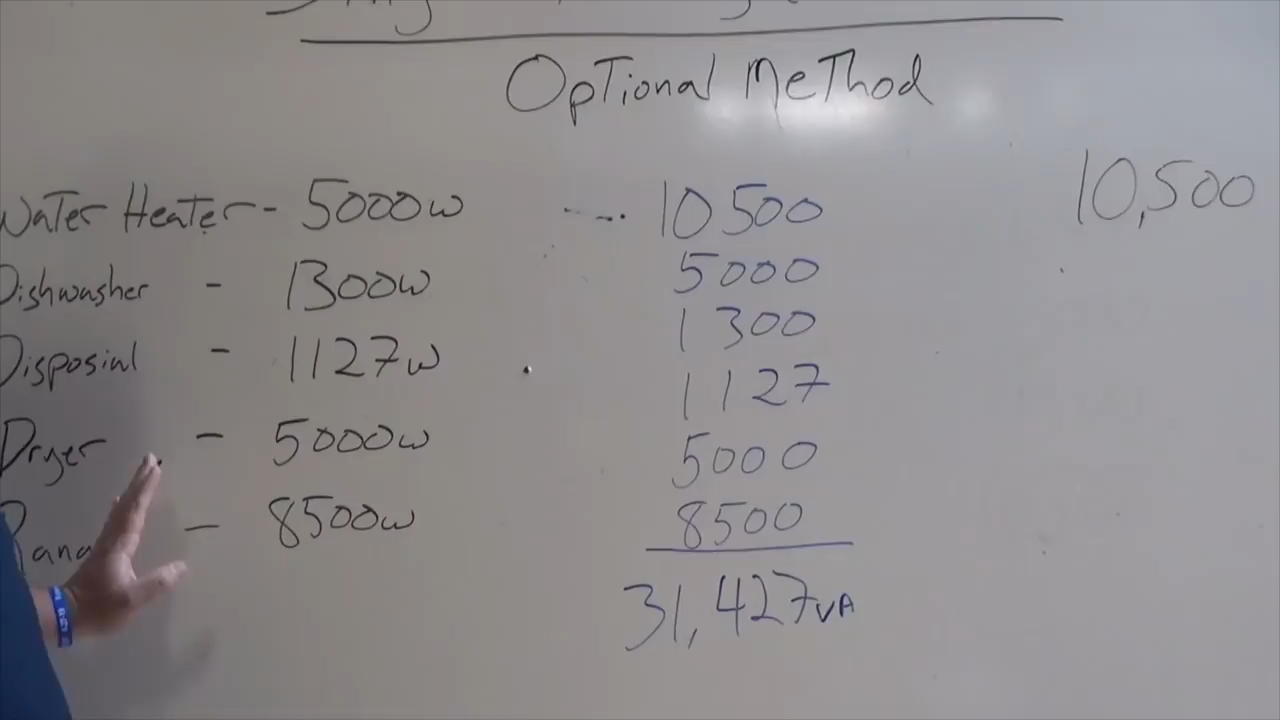 Optional Method
Water Heater - 5000w ---- 10500 10,500
Dishwasher - 1300w 5000
Disposial - 1127w 1300
1127
Dryer - 5000w 5000
- 8500w 8500
31,427VA